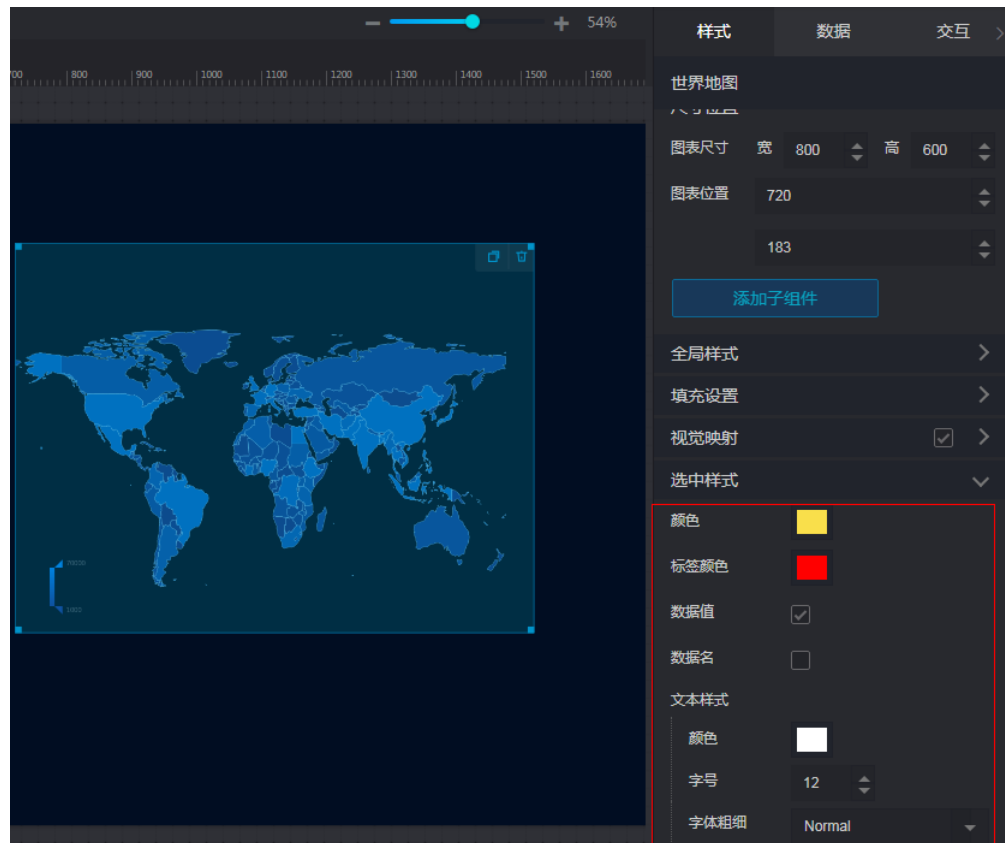 54%
样式 数据 交互
800 900 1000 1100 1200 1300 1400 1500 1600
世界地图
尺寸位置
图表尺寸 宽 800 高 600
图表位置 720
183
添加子组件
全局样式
填充设置
视觉映射
选中样式
颜色
标签颜色
数据值
数据名
文本样式
颜色
字号 12
字体粗细 Normal